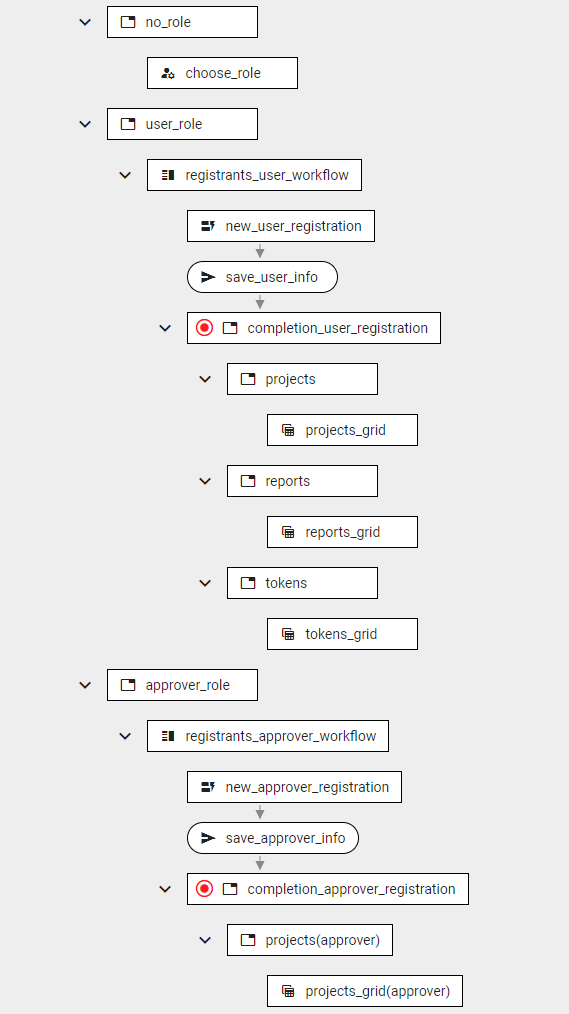 no_role
choose_role
user_role
registrants_user_workflow
new_user_registration
save_user_info
completion_user_registration
projects
projects_grid
reports
reports_grid
tokens
tokens_grid
approver_role
registrants_approver_workflow
new_approver_registration
save_approver_info
completion_approver_registration
projects(approver)
projects_grid(approver)